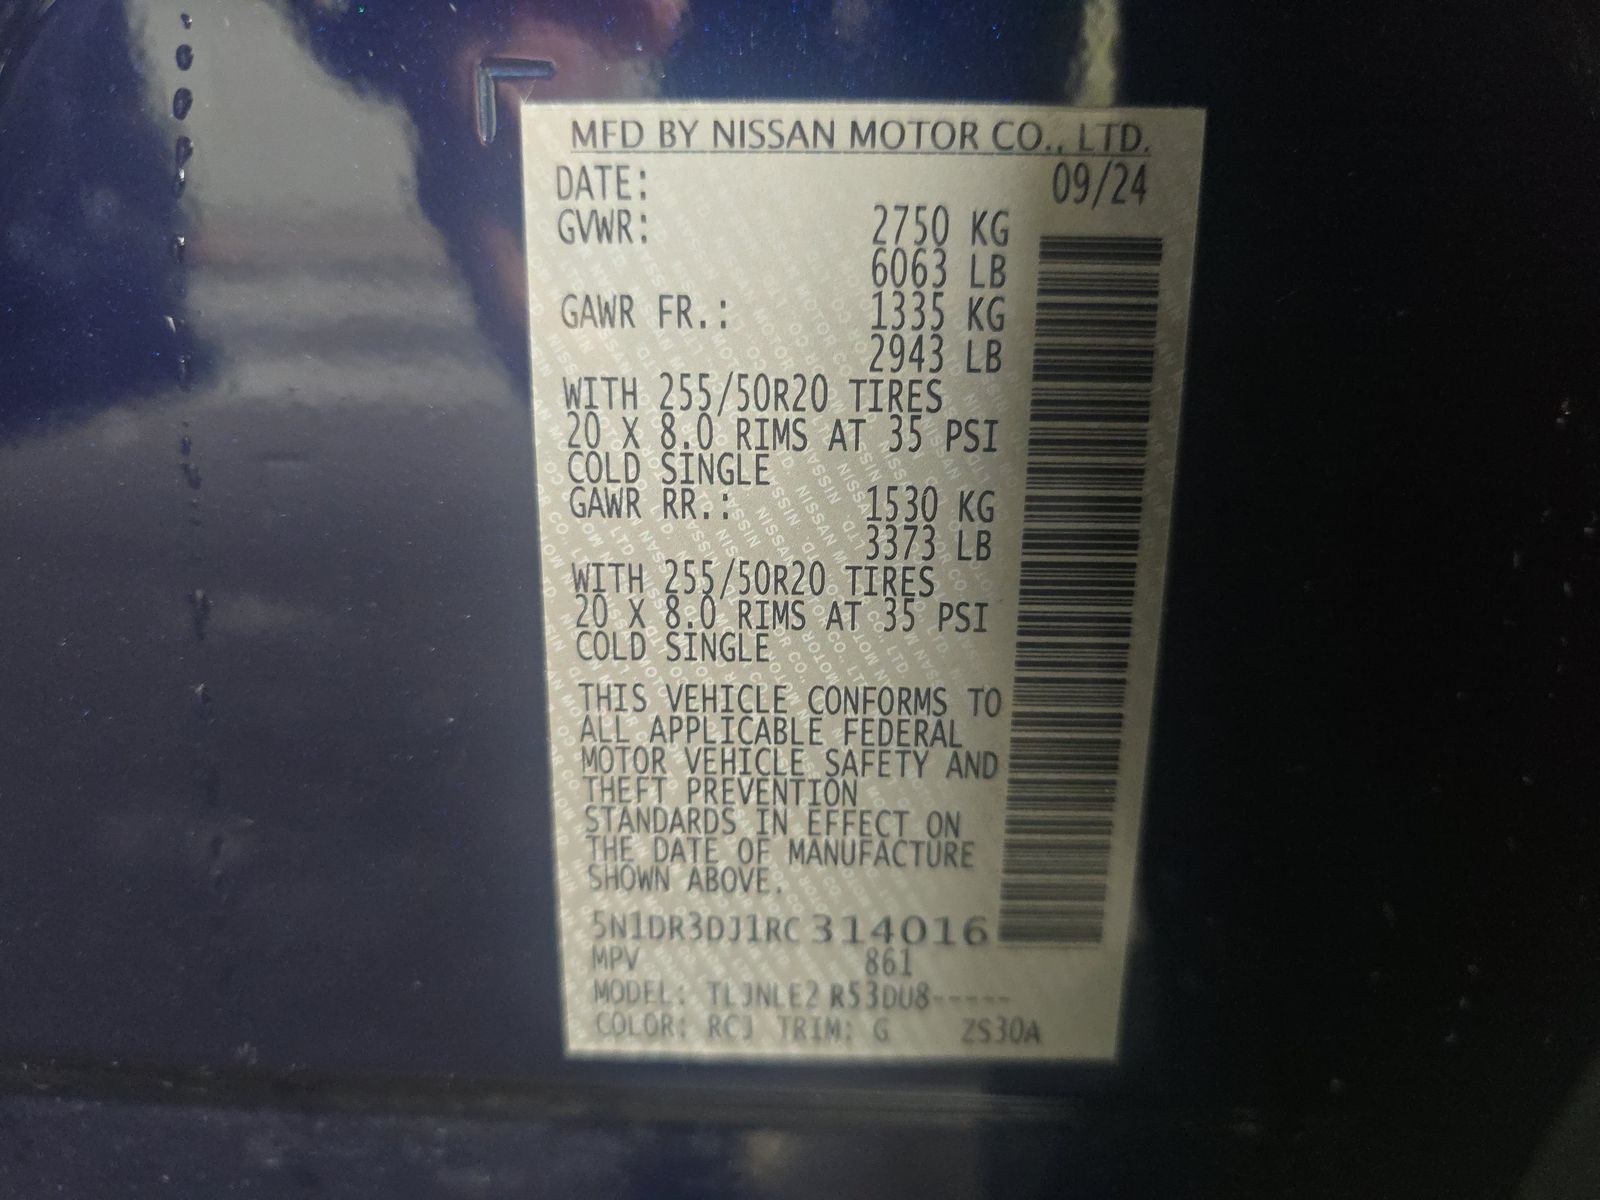 MFD BY NISSAN MOTOR CO., LTD.
DATE: 09/24
GVWR: 2750 KG
6063 LB
GAWR FR.: 1335 KG
2943 LB
WITH 255/50R20 TIRES
20 X 8.0 RIMS AT 35 PSI
COLD SINGLE
GAWR RR.: 1530 KG
3373 LB
WITH 255/50R20 TIRES
20 X 8.0 RIMS AT 35 PSI
COLD SINGLE
THIS VEHICLE CONFORMS TO
ALL APPLICABLE FEDERAL
MOTOR VEHICLE SAFETY AND
THEFT PREVENTION
STANDARDS IN EFFECT ON
THE DATE OF MANUFACTURE
SHOWN ABOVE.
5N1DR3DJ1RC314016
MPV 861
MODEL: TLJNLE2 R53DU8-----
COLOR: RCJ TRIM: G ZS30A